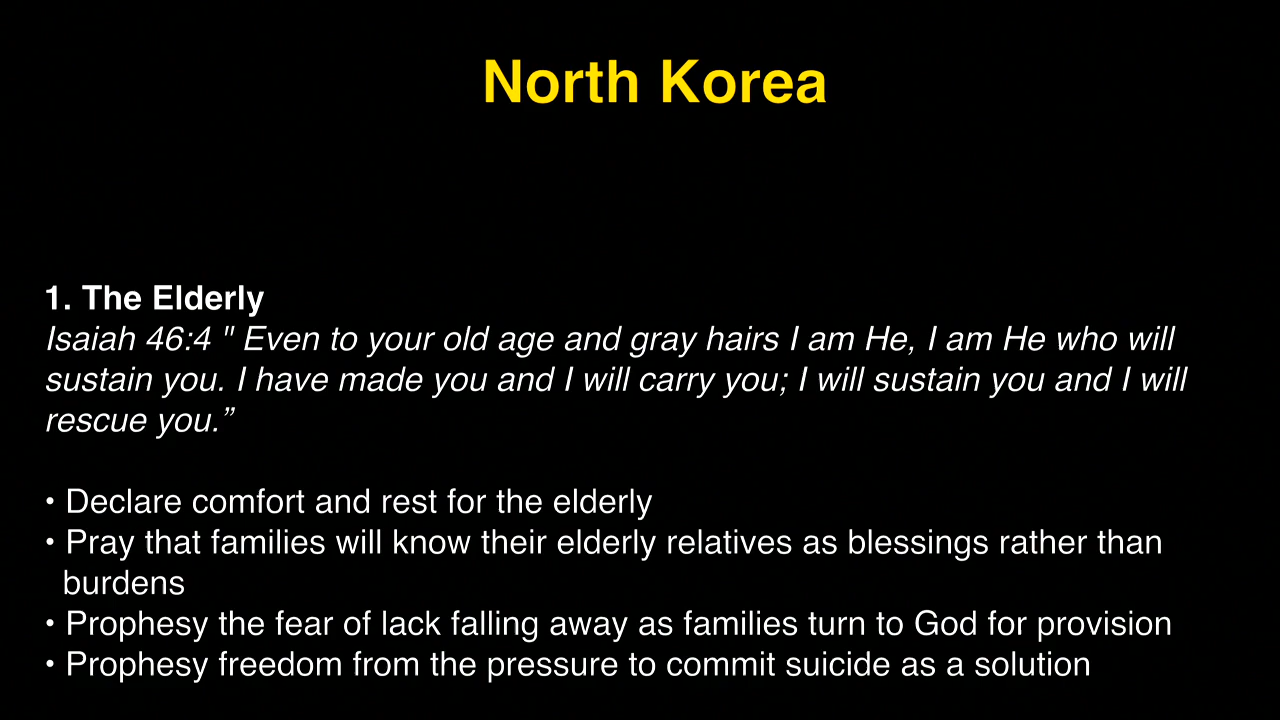 North Korea
1. The Elderly
Isaiah 46:4 " Even to your old age and gray hairs I am He, I am He who will
sustain you. I have made you and I will carry you; I will sustain you and I will
rescue you.”
• Declare comfort and rest for the elderly
• Pray that families will know their elderly relatives as blessings rather than
burdens
• Prophesy the fear of lack falling away as families turn to God for provision
• Prophesy freedom from the pressure to commit suicide as a solution